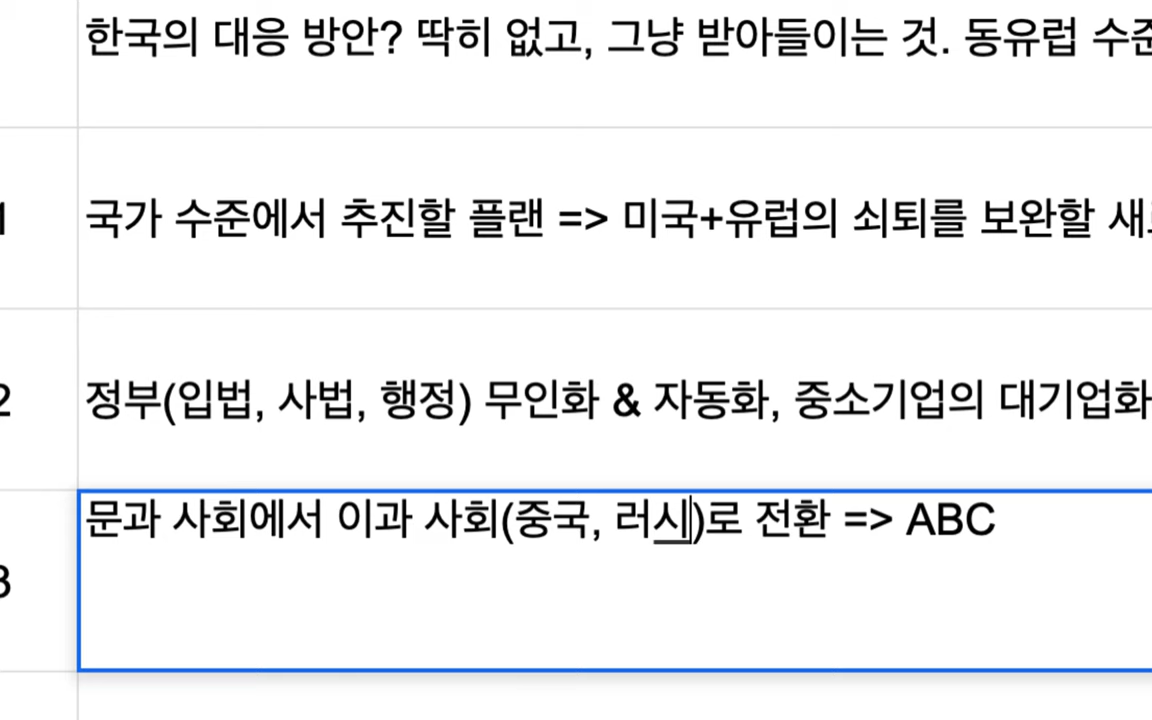 한국의 대응 방안? 딱히 없고, 그냥 받아들이는 것. 동유럽 수준
1 국가 수준에서 추진할 플랜 => 미국+유럽의 쇠퇴를 보완할
2 정부(입법, 사법, 행정) 무인화 & 자동화, 중소기업의 대기업화
3 문과 사회에서 이과 사회(중국, 러시)로 전환 => ABC